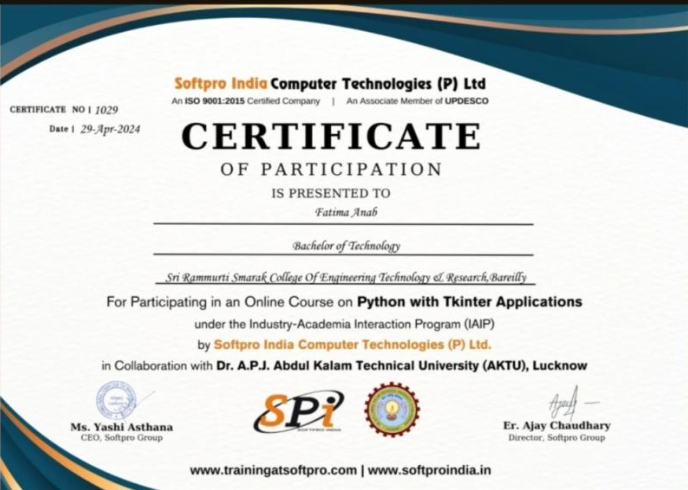 Softpro India Computer Technologies (P) Ltd
An ISO 9001:2015 Certified Company | An Associate Member of UPDESCO
CERTIFICATE NO | 1029
Date | 29-Apr-2024
CERTIFICATE
OF PARTICIPATION
IS PRESENTED TO
Fatima Anab
Bachelor of Technology
Sri Rammurti Smarak College Of Engineering Technology & Research,Bareilly
For Participating in an Online Course on Python with Tkinter Applications
under the Industry-Academia Interaction Program (IAIP)
by Softpro India Computer Technologies (P) Ltd.
in Collaboration with Dr. A.P.J. Abdul Kalam Technical University (AKTU), Lucknow
SPi
SOFTPRO INDIA
Ms. Yashi Asthana
CEO, Softpro Group
Er. Ajay Chaudhary
Director, Softpro Group
www.trainingatsoftpro.com | www.softproindia.in